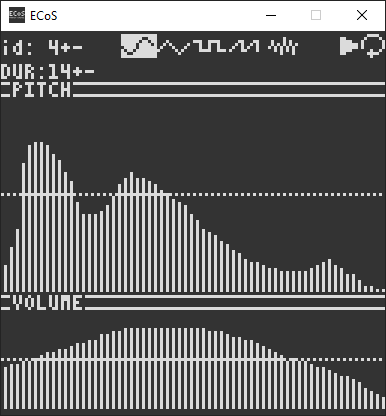 ECoS
id: 4+-
DUR:14+-
PITCH
VOLUME